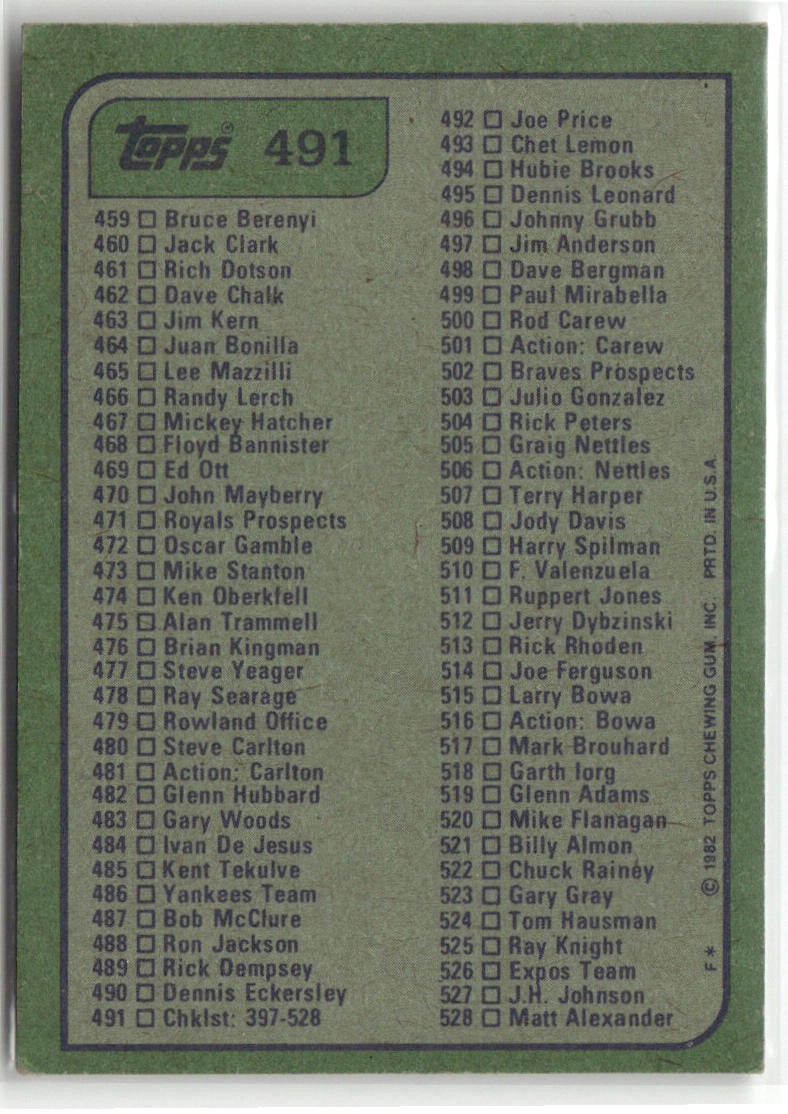 Topps® 491
459 □ Bruce Berenyi
460 □ Jack Clark
461 □ Rich Dotson
462 □ Dave Chalk
463 □ Jim Kern
464 □ Juan Bonilla
465 □ Lee Mazzilli
466 □ Randy Lerch
467 □ Mickey Hatcher
468 □ Floyd Bannister
469 □ Ed Ott
470 □ John Mayberry
471 □ Royals Prospects
472 □ Oscar Gamble
473 □ Mike Stanton
474 □ Ken Oberkfell
475 □ Alan Trammell
476 □ Brian Kingman
477 □ Steve Yeager
478 □ Ray Searage
479 □ Rowland Office
480 □ Steve Carlton
481 □ Action: Carlton
482 □ Glenn Hubbard
483 □ Gary Woods
484 □ Ivan De Jesus
485 □ Kent Tekulve
486 □ Yankees Team
487 □ Bob McClure
488 □ Ron Jackson
489 □ Rick Dempsey
490 □ Dennis Eckersley
491 □ Chklst: 397-528
492 □ Joe Price
493 □ Chet Lemon
494 □ Hubie Brooks
495 □ Dennis Leonard
496 □ Johnny Grubb
497 □ Jim Anderson
498 □ Dave Bergman
499 □ Paul Mirabella
500 □ Rod Carew
501 □ Action: Carew
502 □ Braves Prospects
503 □ Julio Gonzalez
504 □ Rick Peters
505 □ Graig Nettles
506 □ Action: Nettles
507 □ Terry Harper
508 □ Jody Davis
509 □ Harry Spilman
510 □ F. Valenzuela
511 □ Ruppert Jones
512 □ Jerry Dybzinski
513 □ Rick Rhoden
514 □ Joe Ferguson
515 □ Larry Bowa
516 □ Action: Bowa
517 □ Mark Brouhard
518 □ Garth Iorg
519 □ Glenn Adams
520 □ Mike Flanagan
521 □ Billy Almon
522 □ Chuck Rainey
523 □ Gary Gray
524 □ Tom Hausman
525 □ Ray Knight
526 □ Expos Team
527 □ J.H. Johnson
528 □ Matt Alexander
F* © 1982 TOPPS CHEWING GUM, INC. PRTD. IN U.S.A.